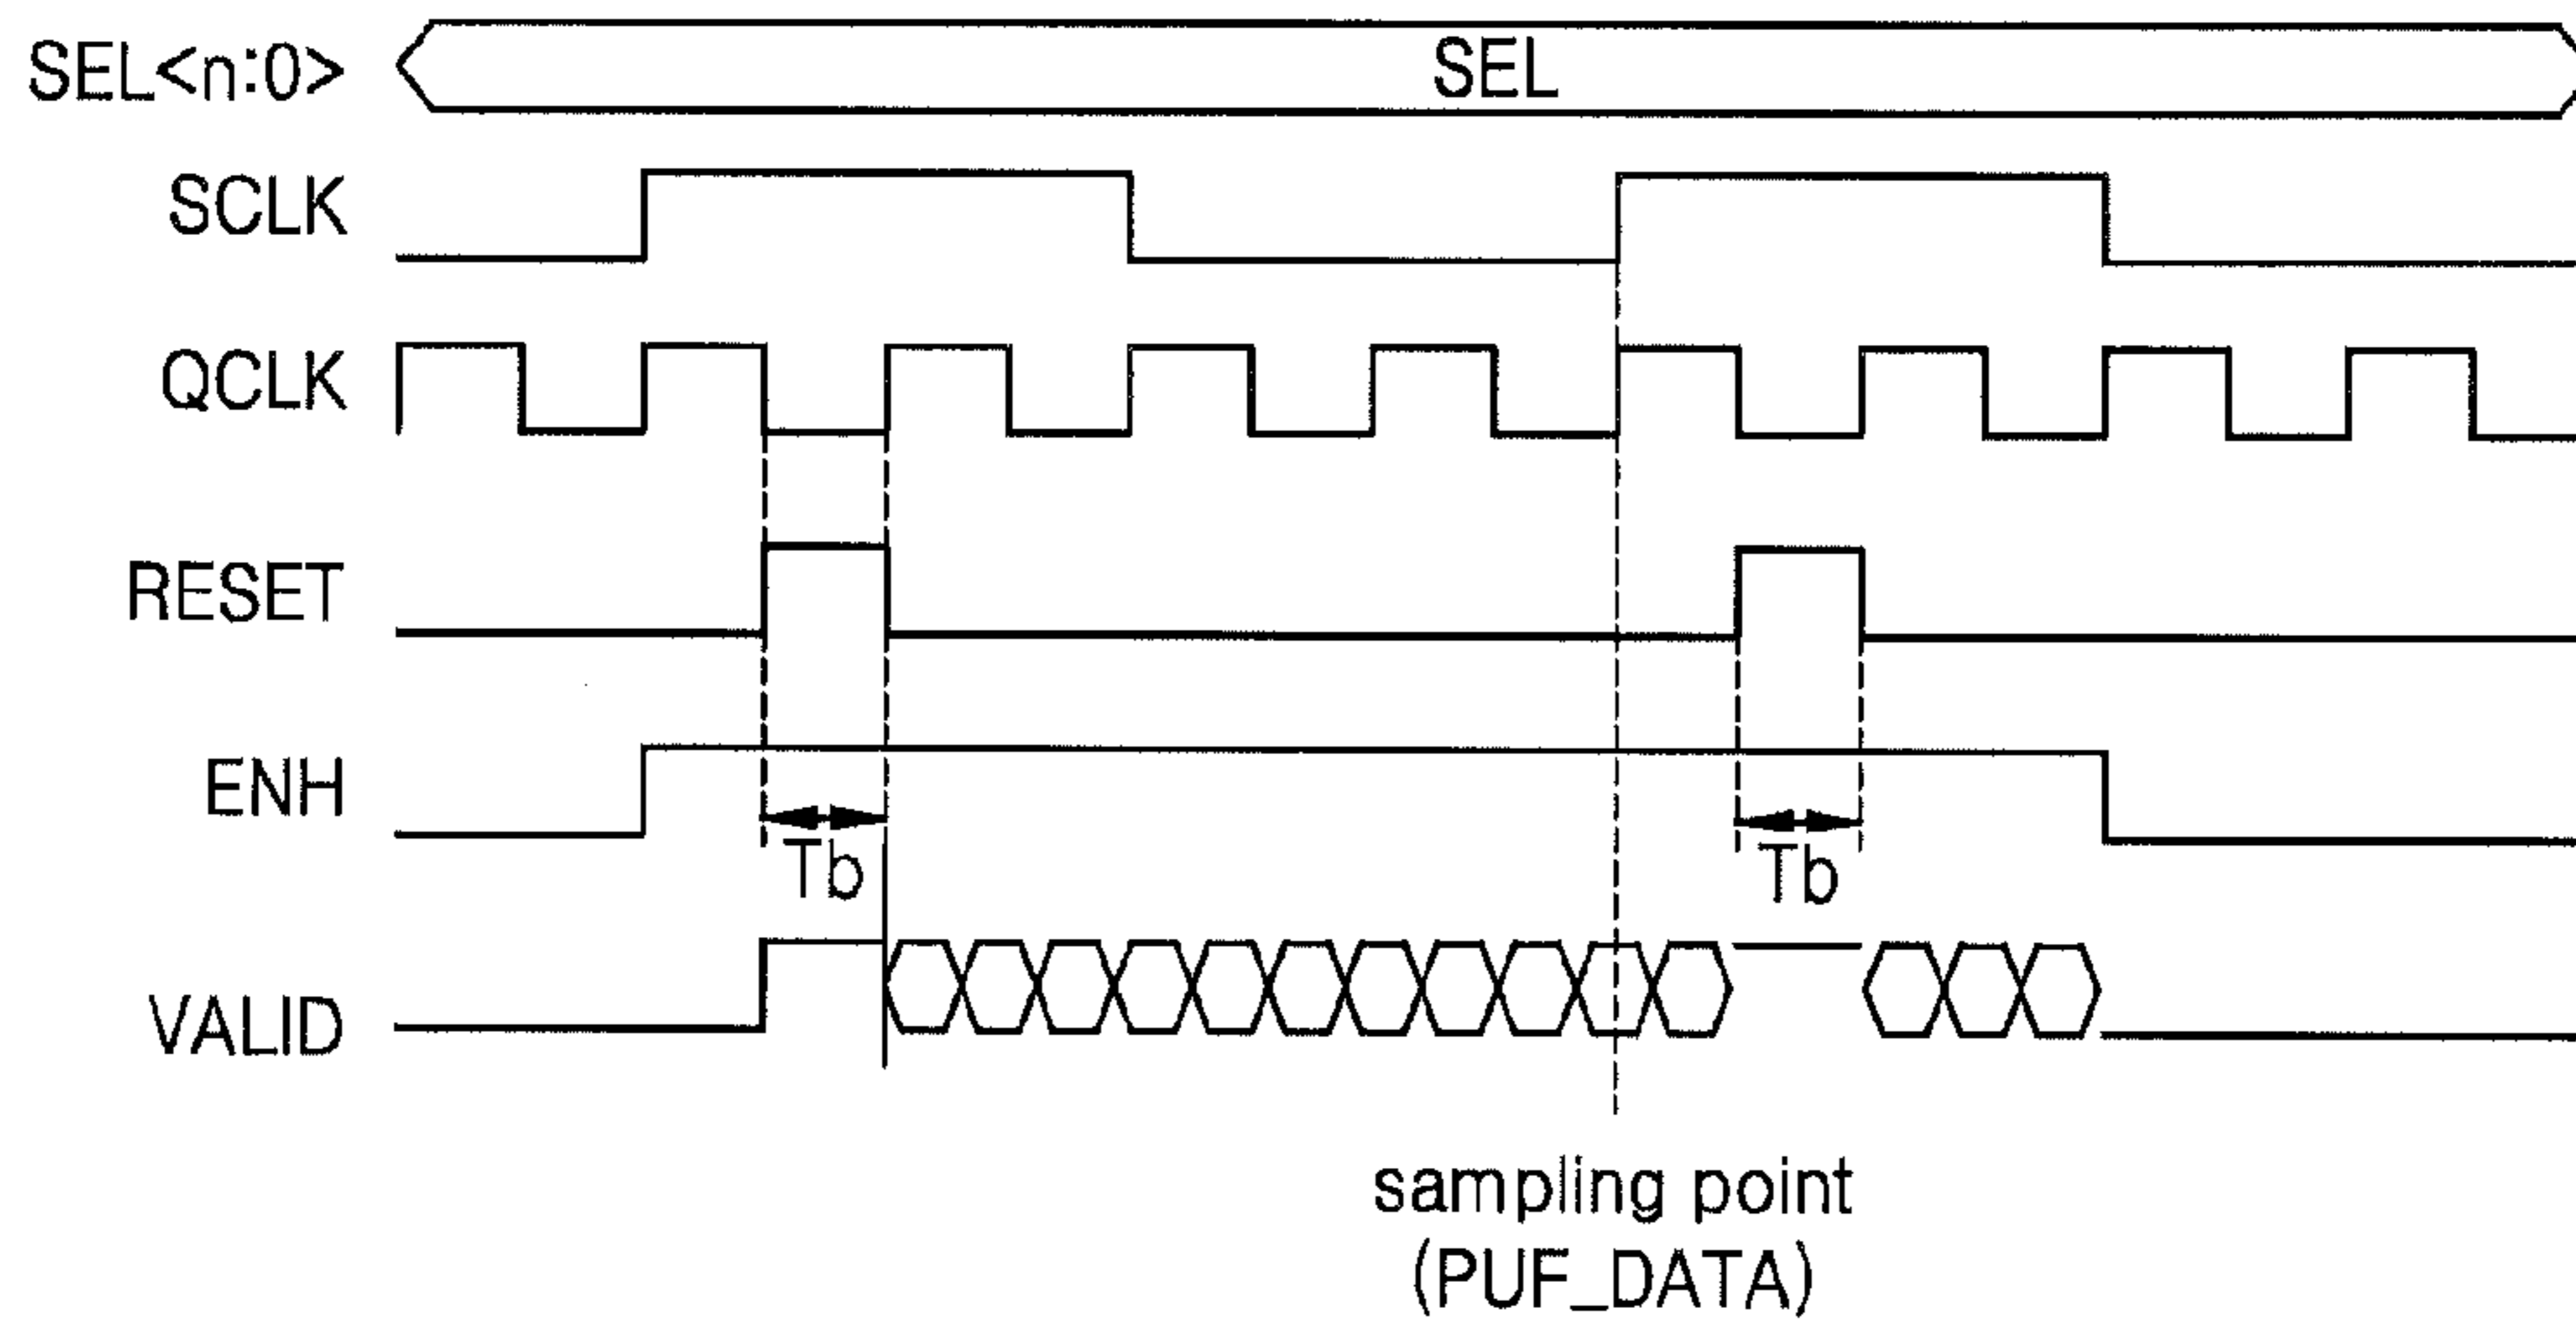 SEL<n:0>
SEL
SCLK
QCLK
RESET
ENH
Tb
Tb
VALID
sampling point
(PUF_DATA)